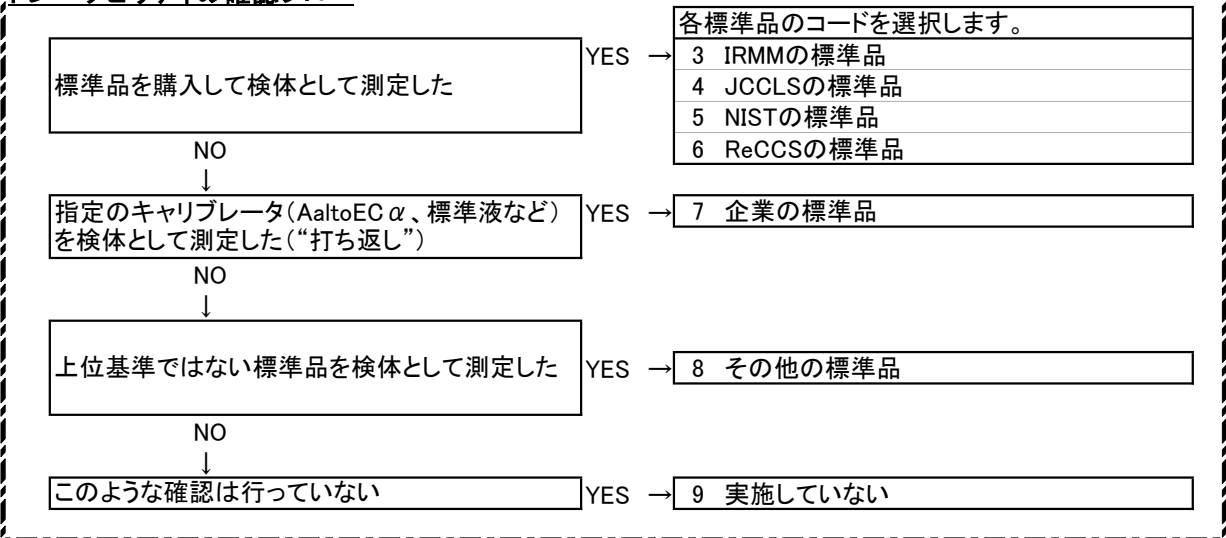 各標準品のコードを選択します。
標準品を購入して検体として測定した
YES →
3 IRMMの標準品
4 JCCLSの標準品
5 NISTの標準品
6 ReCCSの標準品
NO
↓
指定のキャリブレータ(AaltoECα、標準液など)
を検体として測定した(“打ち返し”)
YES → 7 企業の標準品
NO
↓
上位基準ではない標準品を検体として測定した YES → 8 その他の標準品
NO
↓
このような確認は行っていない YES → 9 実施していない